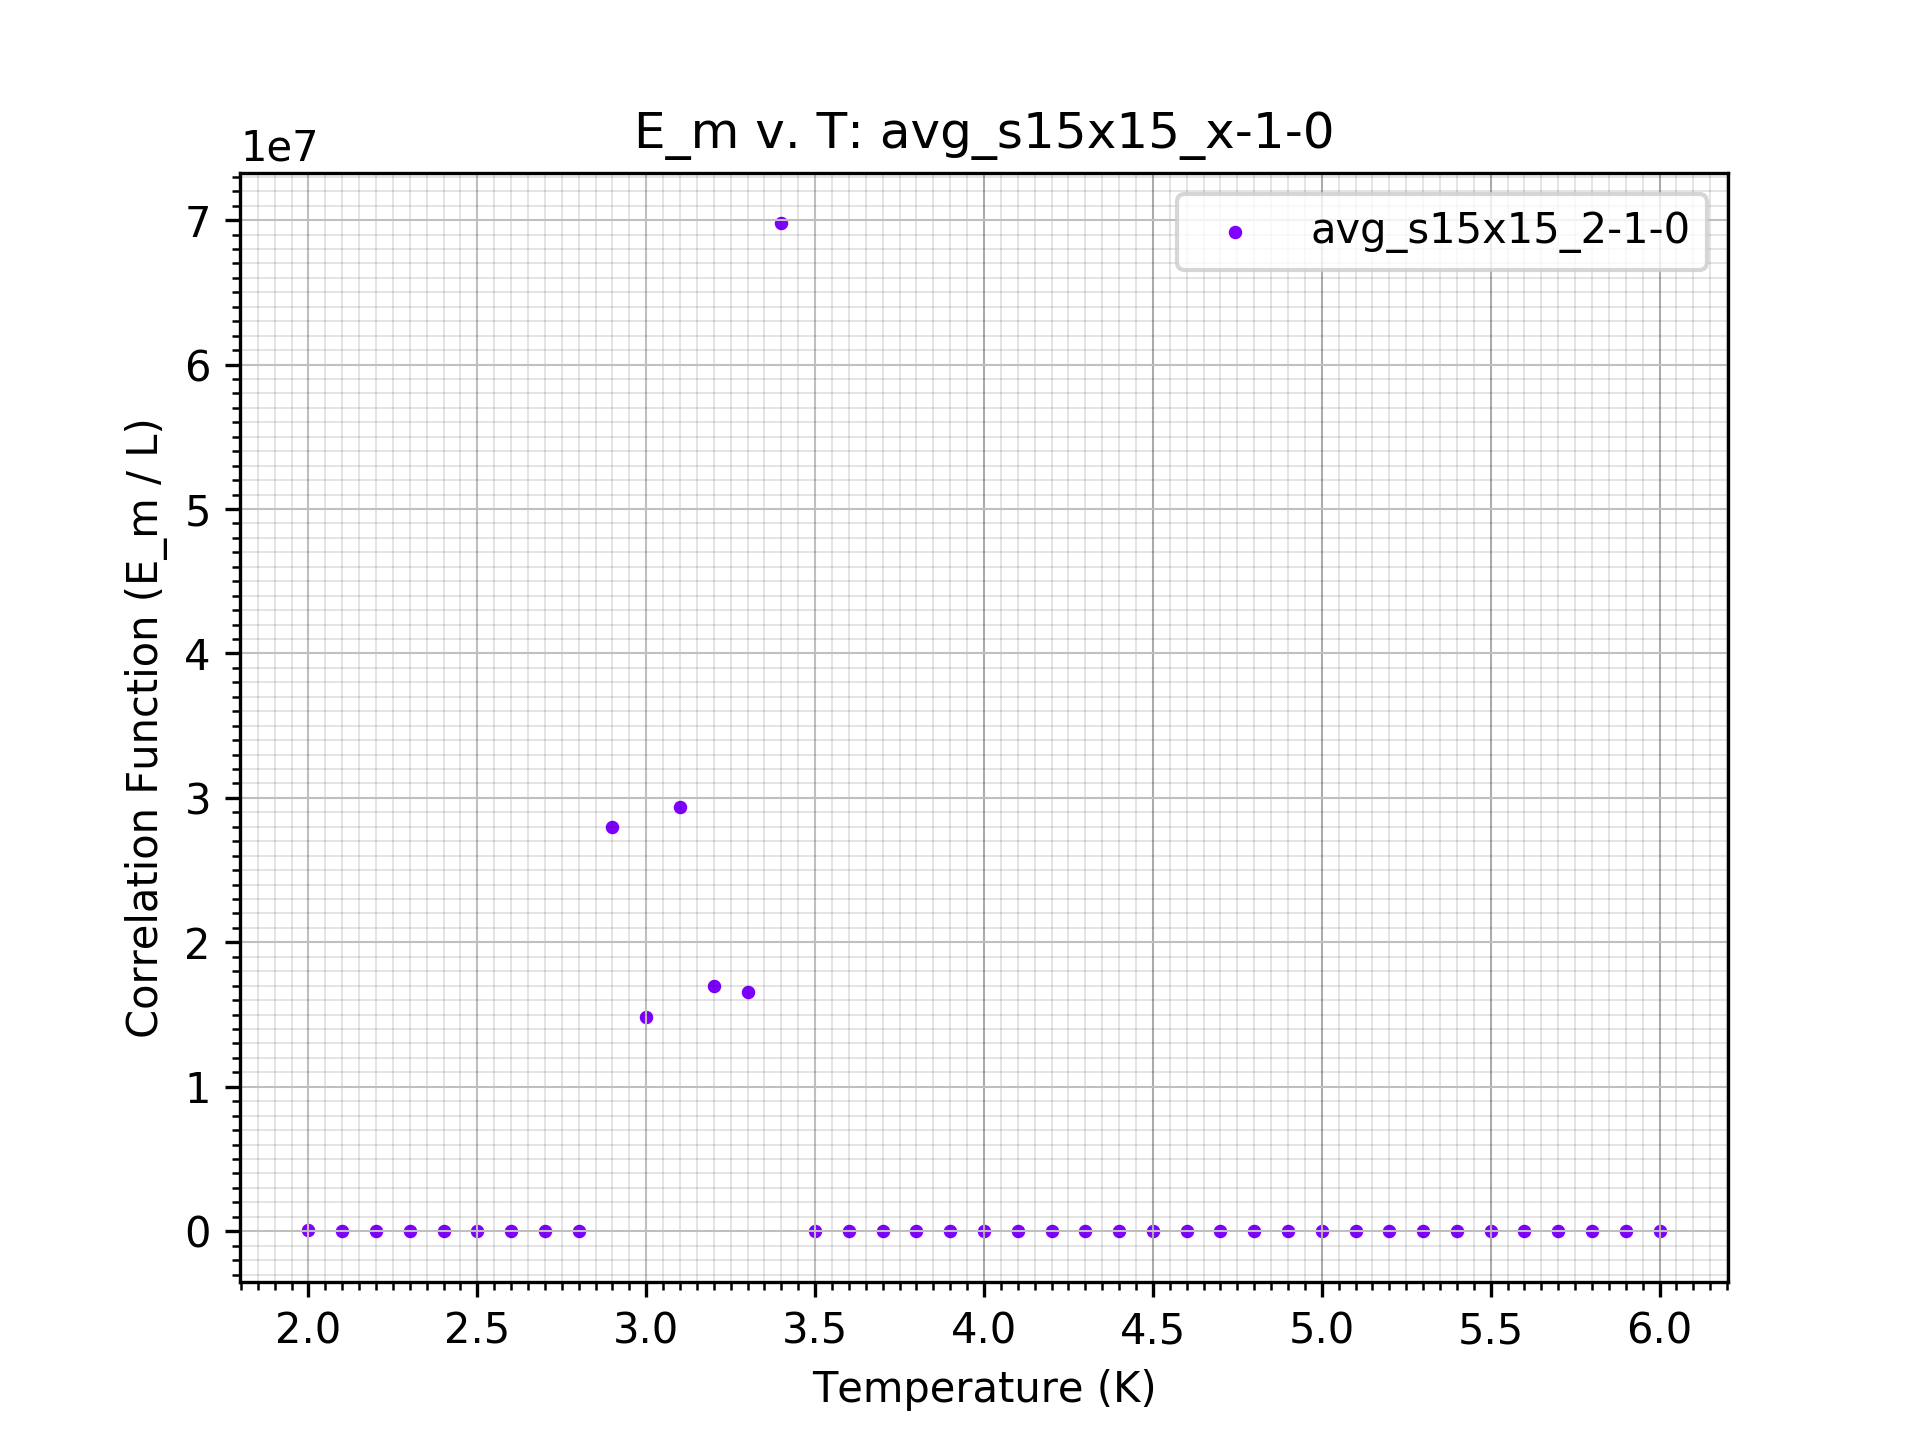 E_m v. T: avg_s15x15_x-1-0
1e7
avg_s15x15_2-1-0
7
6
5
4
3
2
1
0
Correlation Function (E_m / L)
2.0 2.5 3.0 3.5 4.0 4.5 5.0 5.5 6.0
Temperature (K)